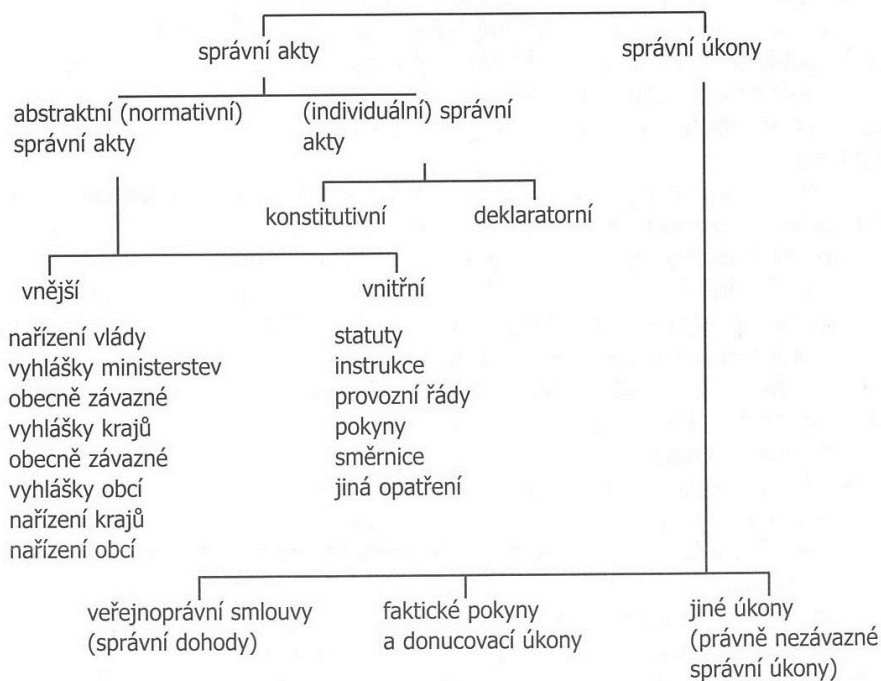 správní akty
správní úkony
abstraktní (normativní)
správní akty
(individuální) správní
akty
konstitutivní
deklaratorní
vnější
vnitřní
nařízení vlády
vyhlášky ministerstev
obecně závazné
vyhlášky krajů
obecně závazné
vyhlášky obcí
nařízení krajů
nařízení obcí
statuty
instrukce
provozní řády
pokyny
směrnice
jiná opatření
veřejnoprávní smlouvy
(správní dohody)
faktické pokyny
a donucovací úkony
jiné úkony
(právně nezávazné
správní úkony)